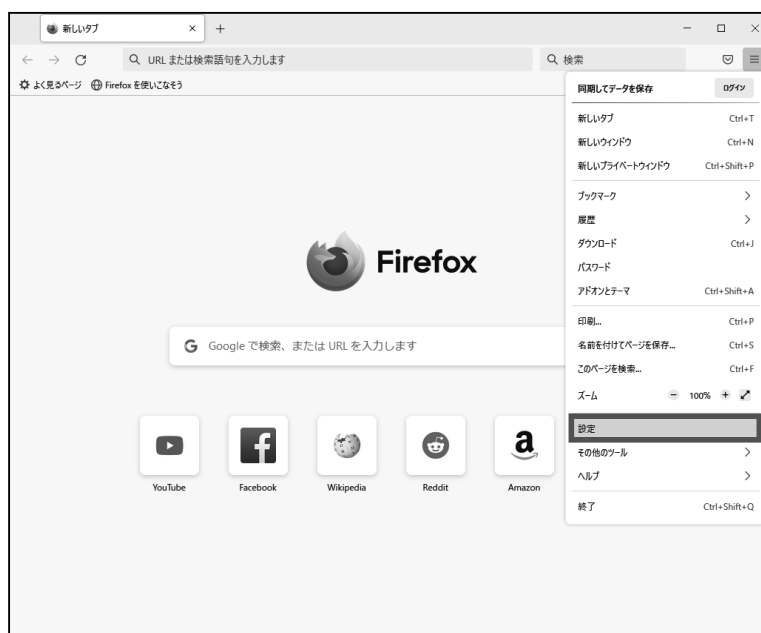 新しいタブ
URL または検索語句を入力します
検索
よく見るページ Firefox を使いこなそう
同期してデータを保存 ログイン
新しいタブ Ctrl+T
新しいウィンドウ Ctrl+N
新しいプライベートウィンドウ Ctrl+Shift+P
ブックマーク
履歴
ダウンロード Ctrl+J
パスワード
アドオンとテーマ Ctrl+Shift+A
印刷... Ctrl+P
名前を付けてページを保存... Ctrl+S
このページを検索... Ctrl+F
ズーム 100%
設定
その他のツール
ヘルプ
終了 Ctrl+Shift+Q
Firefox
Google で検索、または URL を入力します
YouTube Facebook Wikipedia Reddit Amazon